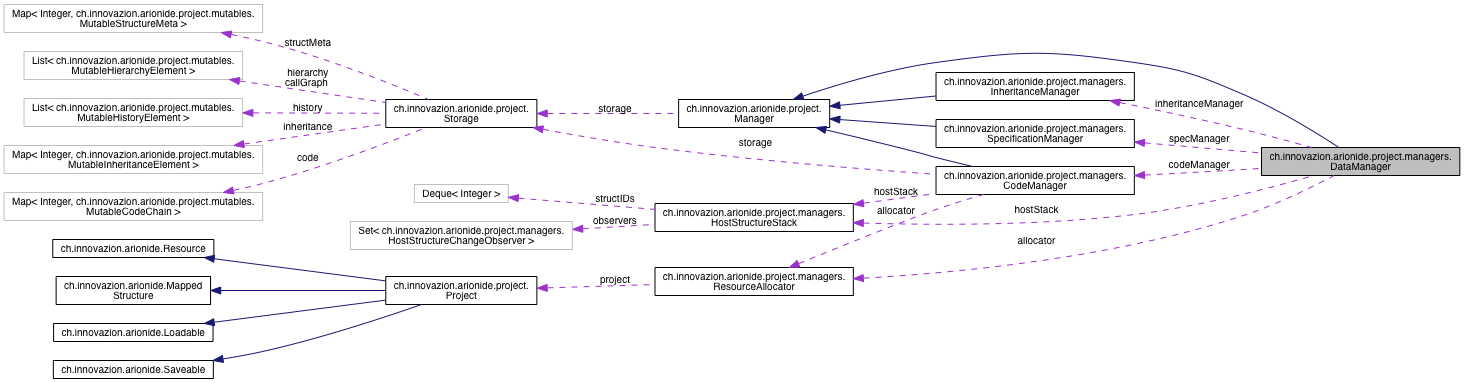 Map< Integer, ch.innovazion.arionide.project.mutables.
MutableStructureMeta >
structMeta
List< ch.innovazion.arionide.project.mutables.
MutableHierarchyElement >
hierarchy
callGraph
List< ch.innovazion.arionide.project.mutables.
MutableHistoryElement >
history
inheritance
Map< Integer, ch.innovazion.arionide.project.mutables.
MutableInheritanceElement >
code
Map< Integer, ch.innovazion.arionide.project.mutables.
MutableCodeChain >
ch.innovazion.arionide.project.
Storage
storage
ch.innovazion.arionide.project.
Manager
storage
ch.innovazion.arionide.project.managers.
InheritanceManager
inheritanceManager
ch.innovazion.arionide.project.managers.
SpecificationManager
specManager
ch.innovazion.arionide.project.managers.
CodeManager
codeManager
ch.innovazion.arionide.project.managers.
DataManager
Deque< Integer >
structIDs
Set< ch.innovazion.arionide.project.managers.
HostStructureChangeObserver >
observers
ch.innovazion.arionide.project.managers.
HostStructureStack
hostStack
allocator
hostStack
allocator
ch.innovazion.arionide.Resource
ch.innovazion.arionide.Mapped
Structure
ch.innovazion.arionide.Loadable
ch.innovazion.arionide.Saveable
ch.innovazion.arionide.project.
Project
project
ch.innovazion.arionide.project.managers.
ResourceAllocator